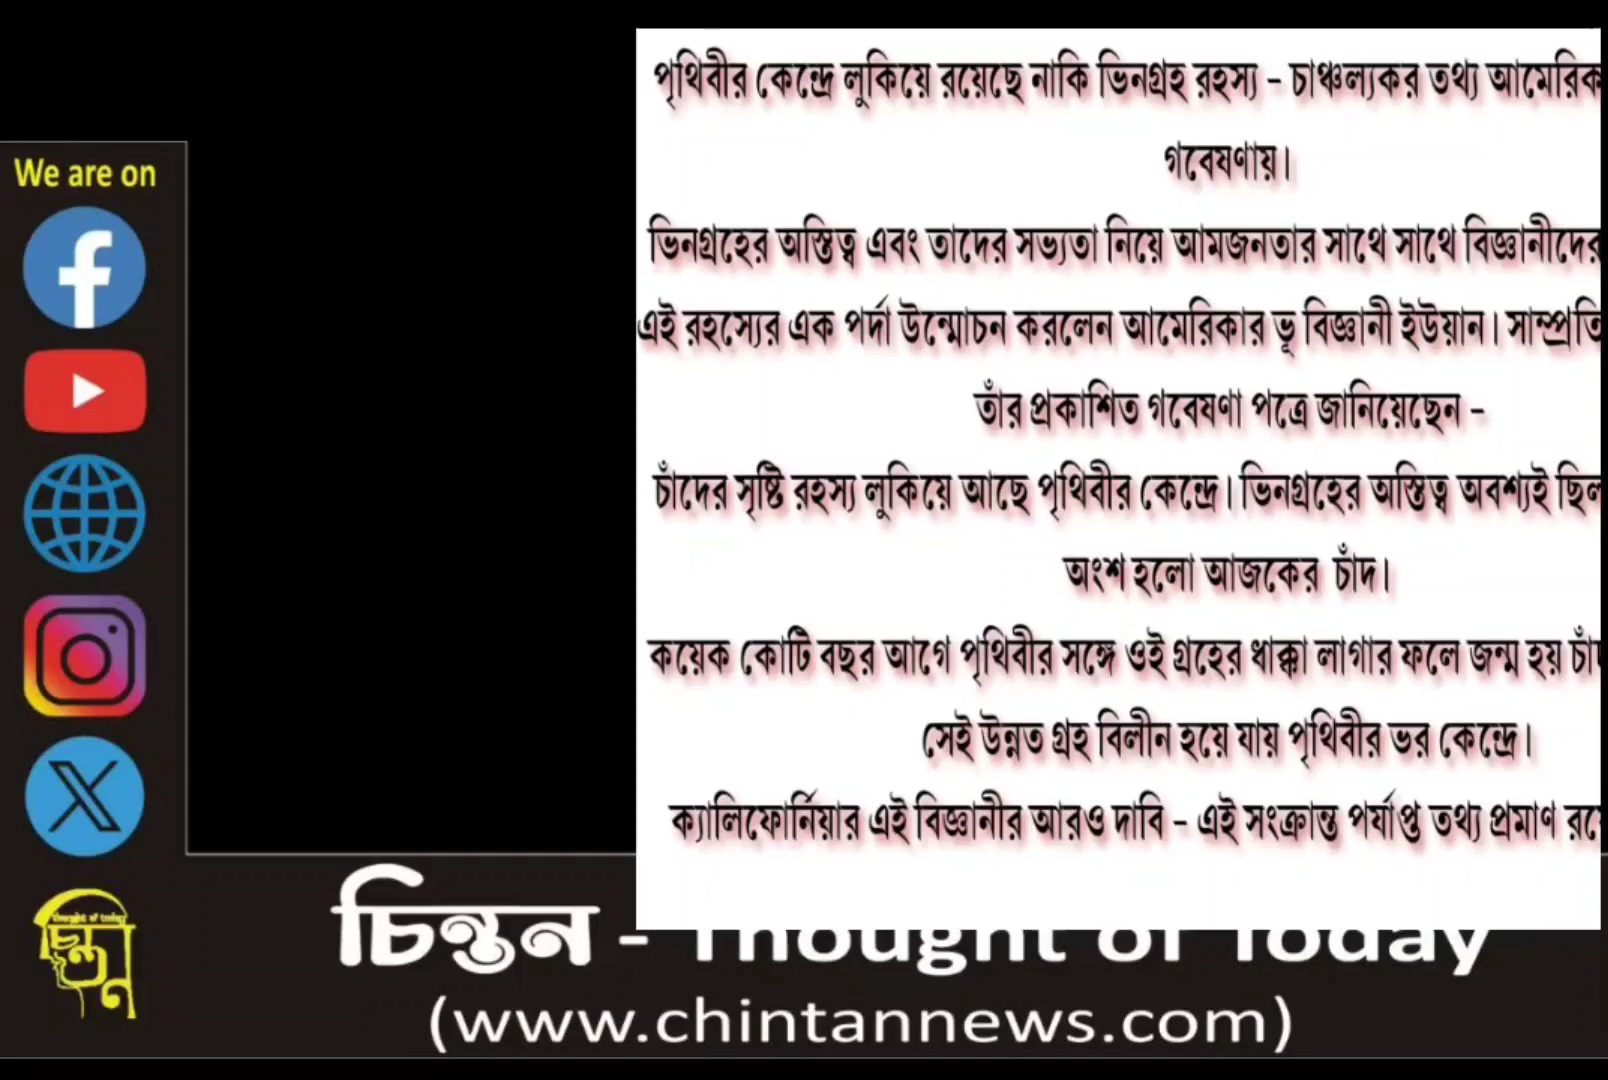 We are on
পৃথিবীর কেন্দ্রে লুকিয়ে রয়েছে নাকি ভিনগ্রহ রহস্য - চাঞ্চল্যকর তথ্য
গবেষণায়।
ভিনগ্রহের অস্তিত্ব এবং তাদের সভ্যতা নিয়ে আমজনতার সাথে সাথে বিজ্ঞানীদের
এই রহস্যের এক পর্দা উন্মোচন করলেন আমেরিকার ভূ বিজ্ঞানী ইউয়ান।
তাঁর প্রকাশিত গবেষণা পত্রে জানিয়েছেন -
চাঁদের সৃষ্টি রহস্য লুকিয়ে আছে পৃথিবীর কেন্দ্রে। ভিনগ্রহের অস্তিত্ব অবশ্যই
অংশ হলো আজকের চাঁদ।
কয়েক কোটি বছর আগে পৃথিবীর সঙ্গে ওই গ্রহের ধাক্কা লাগার ফলে জন্ম হয়
সেই উন্নত গ্রহ বিলীন হয়ে যায় পৃথিবীর ভর কেন্দ্রে।
ক্যালিফোর্নিয়ার এই বিজ্ঞানীর আরও দাবি - এই সংক্রান্ত পর্যাপ্ত তথ্য প্রমাণ
চিন্তন - Thought of Today
(www.chintannews.com)